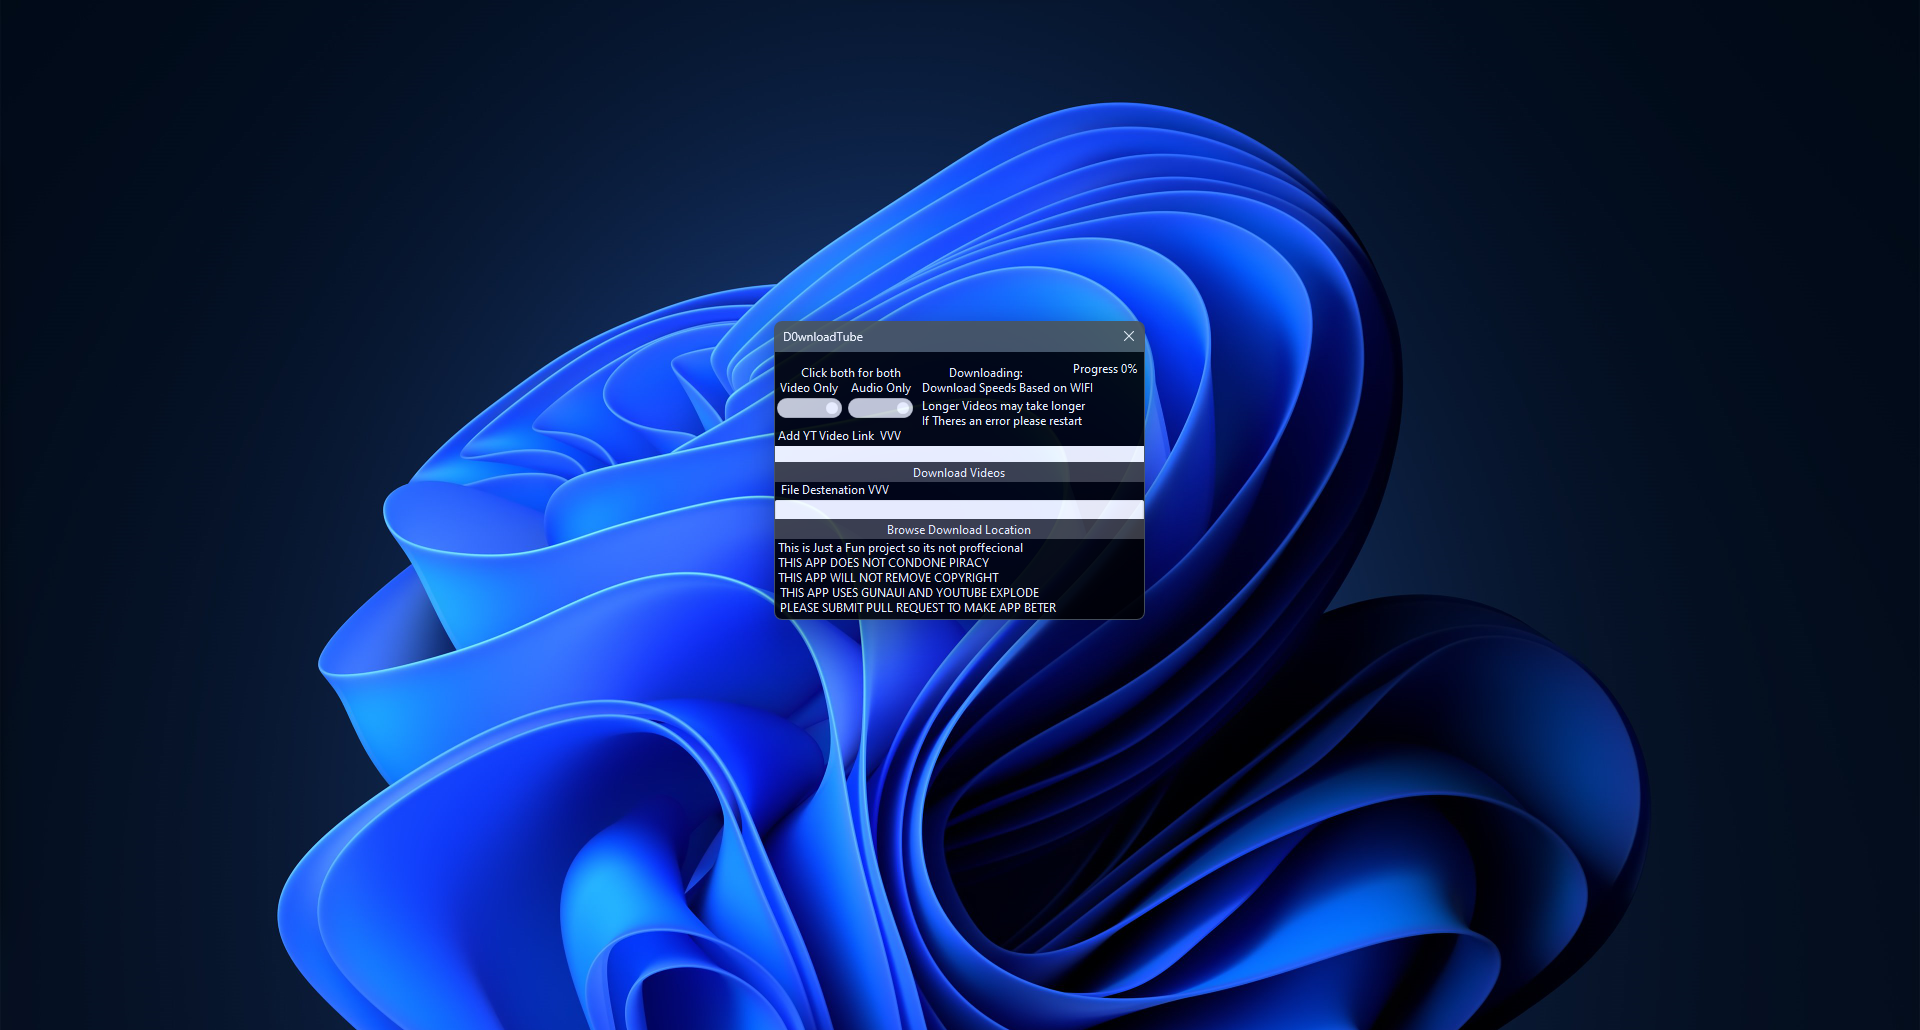 D0wnloadTube
Progress 0%
Click both for both
Downloading:
Video Only
Audio Only
Download Speeds Based on WIFI
Longer Videos may take longer
If Theres an error please restart
Add YT Video Link  VVV
Download Videos
File Destenation VVV
Browse Download Location
This is Just a Fun project so its not proffecional
THIS APP DOES NOT CONDONE PIRACY
THIS APP WILL NOT REMOVE COPYRIGHT
THIS APP USES GUNAUI AND YOUTUBE EXPLODE
PLEASE SUBMIT PULL REQUEST TO MAKE APP BETER